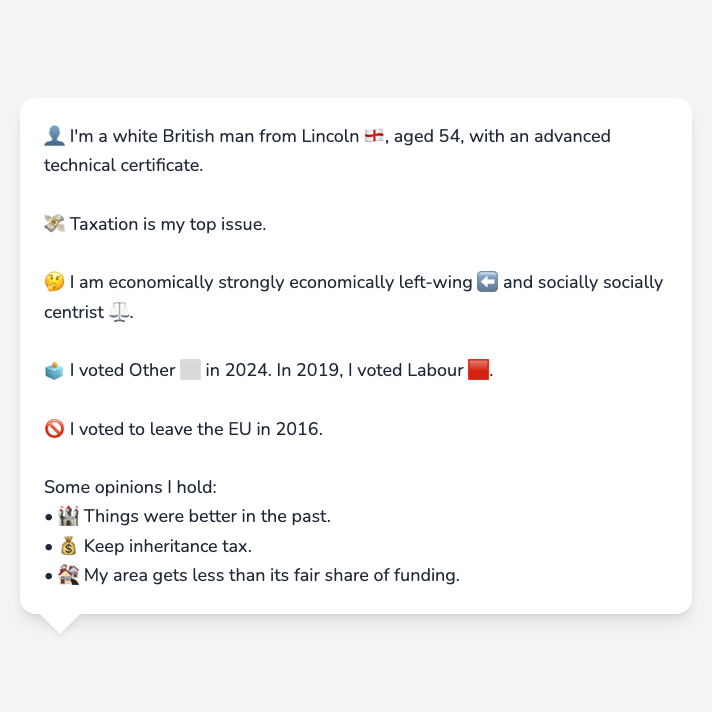 👤 I'm a white British man from Lincoln 🏴󠁧󠁢󠁥󠁮󠁧󠁿, aged 54, with an advanced
technical certificate.
💸 Taxation is my top issue.
🤔 I am economically strongly economically left-wing ⬅️ and socially socially
centrist ⚖️.
🗳️ I voted Other ⬜ in 2024. In 2019, I voted Labour 🟥.
🚫 I voted to leave the EU in 2016.
Some opinions I hold:
• 🏰 Things were better in the past.
• 💰 Keep inheritance tax.
• 🏘️ My area gets less than its fair share of funding.